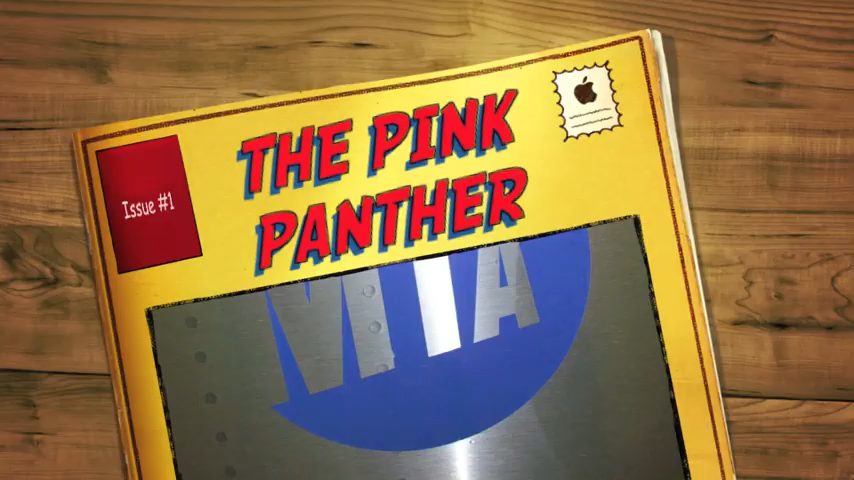 Issue #1
THE PINK
PANTHER
MTA